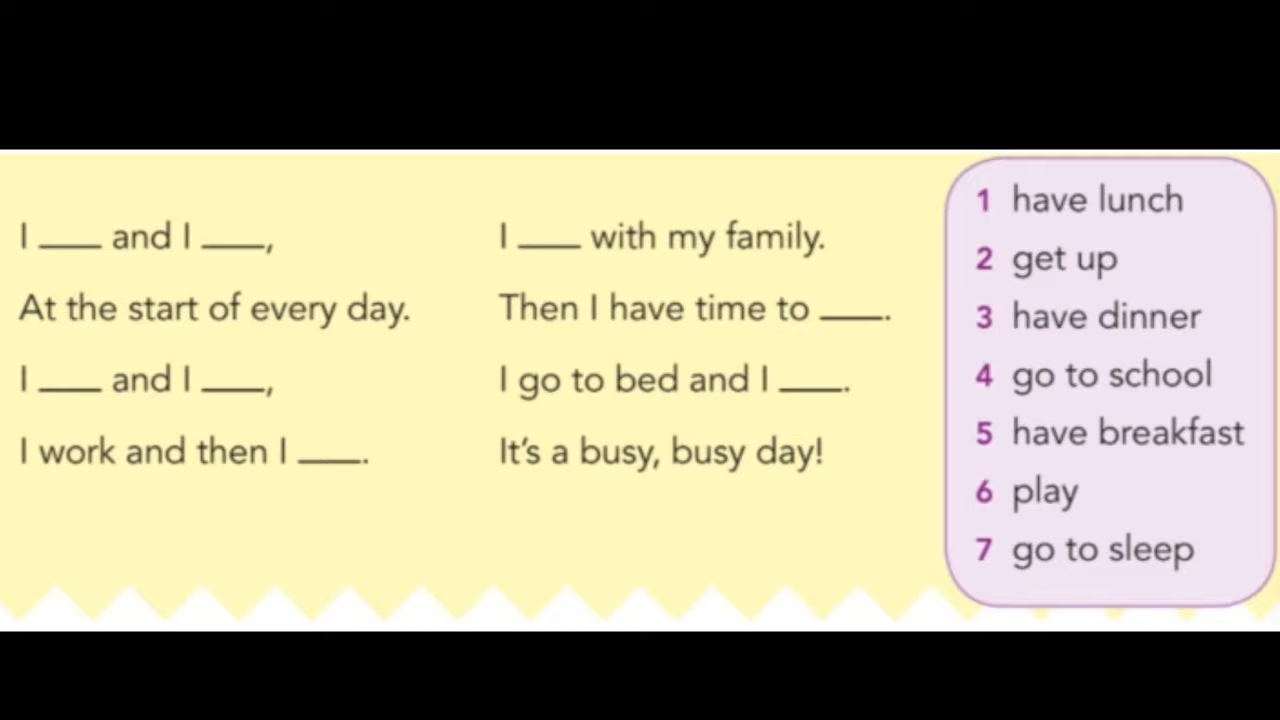 I ____ and I ____,
At the start of every day.
I ____ and I ____,
I work and then I ____.
I ____ with my family.
Then I have time to ____.
I go to bed and I ____.
It's a busy, busy day!
1 have lunch
2 get up
3 have dinner
4 go to school
5 have breakfast
6 play
7 go to sleep